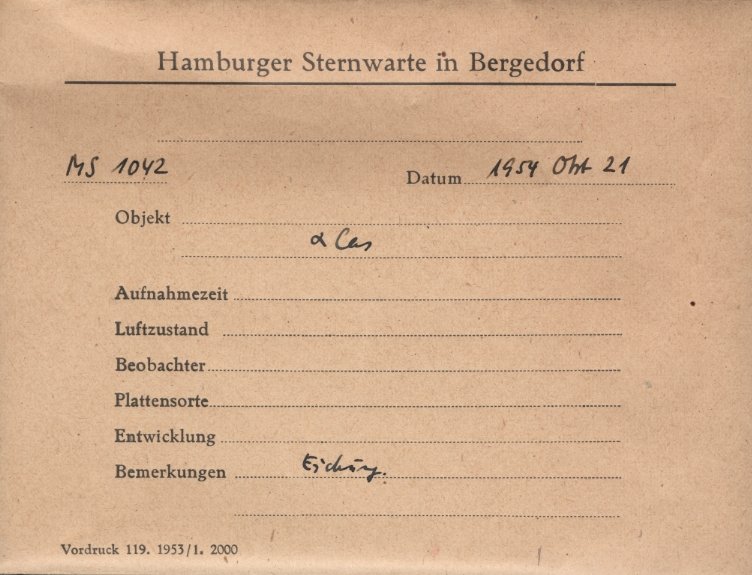 Hamburger Sternwarte in Bergedorf
MS 1042
Datum 1954 Okt 21
Objekt
α Cas
Aufnahmezeit
Luftzustand
Beobachter
Plattensorte
Entwicklung
Bemerkungen Eichung.
Vordruck 119. 1953/1. 2000